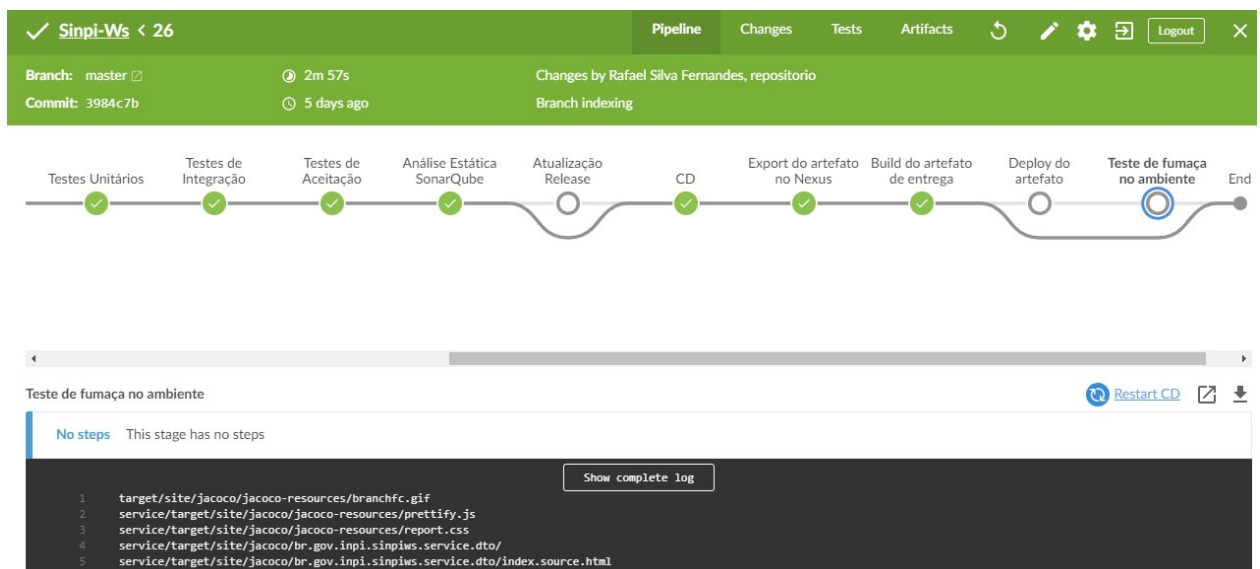 Sinpi-Ws < 26
Pipeline Changes Tests Artifacts Logout
Branch: master 2m 57s Changes by Rafael Silva Fernandes, repositorio
Commit: 3984c7b 5 days ago Branch indexing
Testes Unitários
Testes de
Integração
Testes de
Aceitação
Análise Estática
SonarQube
Atualização
Release
CD
Export do artefato
no Nexus
Build do artefato
de entrega
Deploy do
artefato
Teste de fumaça
no ambiente
End
Teste de fumaça no ambiente Restart CD
No steps This stage has no steps
Show complete log
1 target/site/jacoco/jacoco-resources/branchfc.gif
2 service/target/site/jacoco/jacoco-resources/prettify.js
3 service/target/site/jacoco/jacoco-resources/report.css
4 service/target/site/jacoco/br.gov.inpi.sinpiws.service.dto/
5 service/target/site/jacoco/br.gov.inpi.sinpiws.service.dto/index.source.html